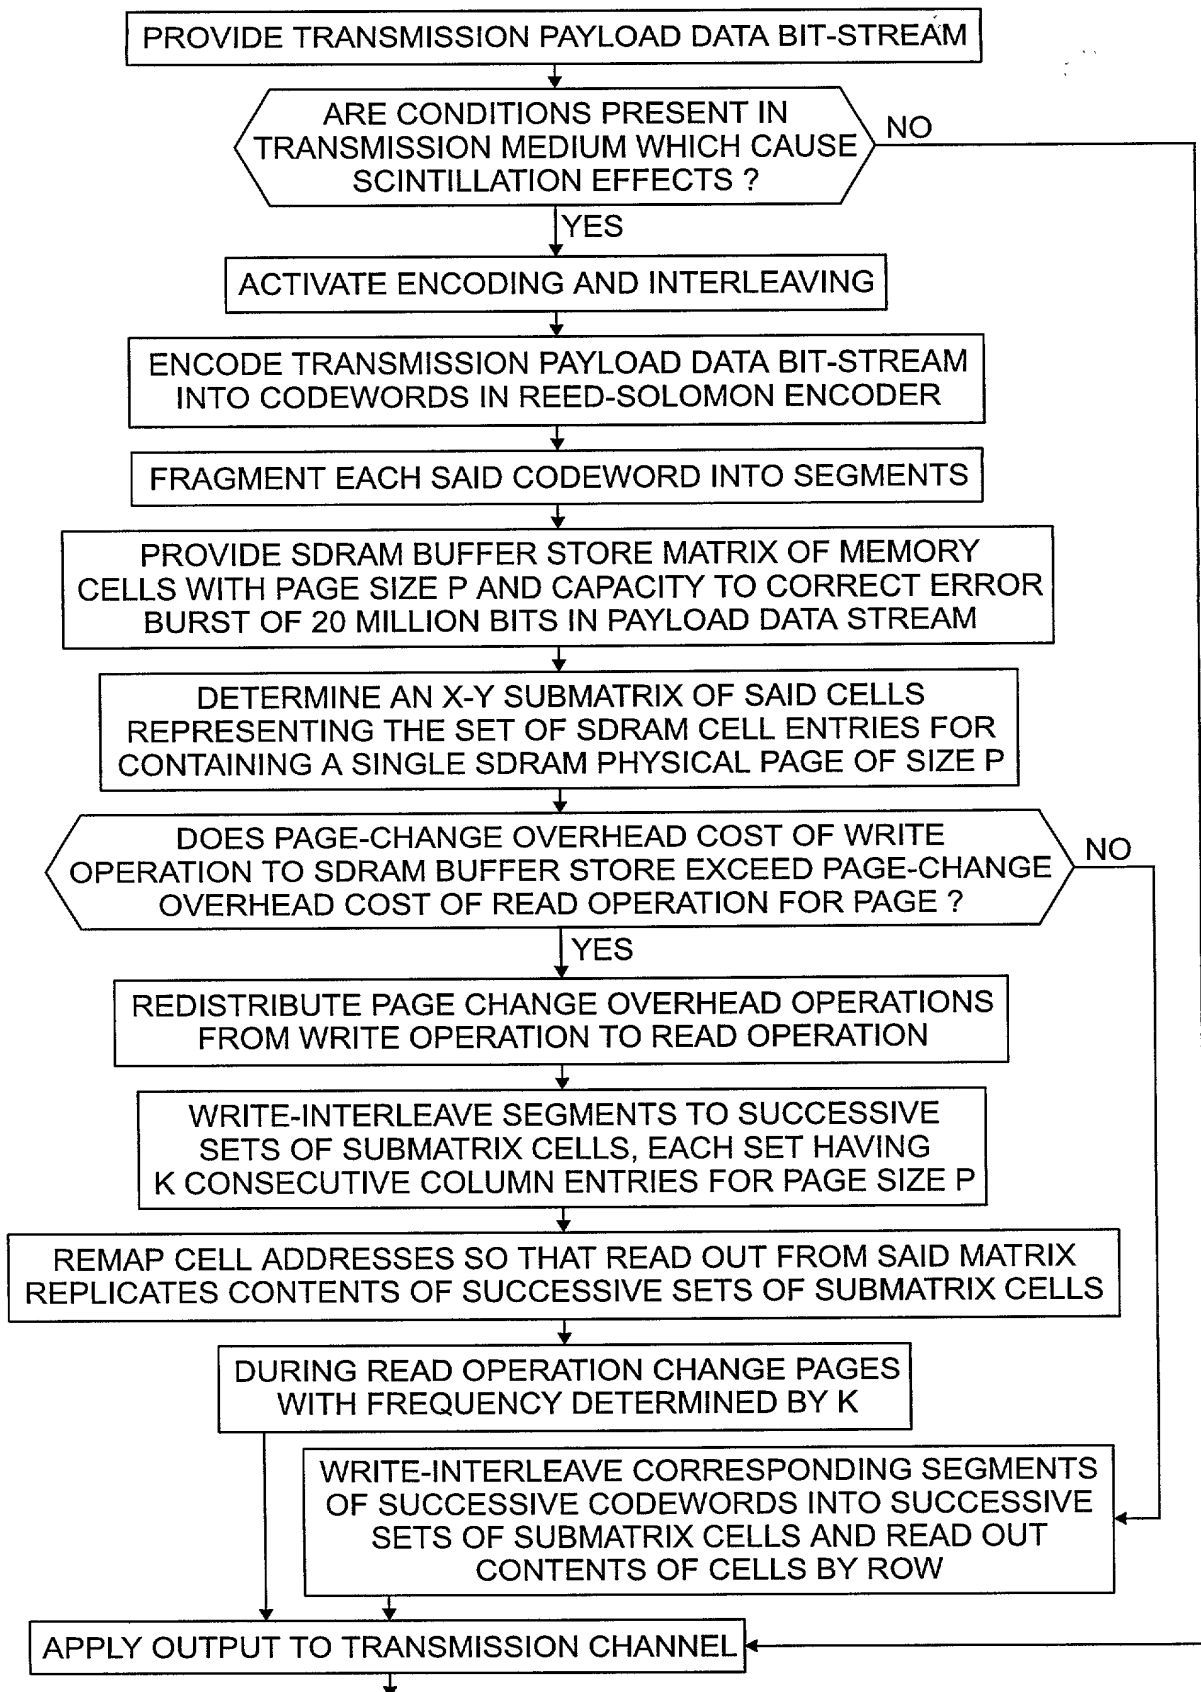 PROVIDE TRANSMISSION PAYLOAD DATA BIT-STREAM
ARE CONDITIONS PRESENT IN
TRANSMISSION MEDIUM WHICH CAUSE
SCINTILLATION EFFECTS ?
NO
YES
ACTIVATE ENCODING AND INTERLEAVING
ENCODE TRANSMISSION PAYLOAD DATA BIT-STREAM
INTO CODEWORDS IN REED-SOLOMON ENCODER
FRAGMENT EACH SAID CODEWORD INTO SEGMENTS
PROVIDE SDRAM BUFFER STORE MATRIX OF MEMORY
CELLS WITH PAGE SIZE P AND CAPACITY TO CORRECT ERROR
BURST OF 20 MILLION BITS IN PAYLOAD DATA STREAM
DETERMINE AN X-Y SUBMATRIX OF SAID CELLS
REPRESENTING THE SET OF SDRAM CELL ENTRIES FOR
CONTAINING A SINGLE SDRAM PHYSICAL PAGE OF SIZE P
DOES PAGE-CHANGE OVERHEAD COST OF WRITE
OPERATION TO SDRAM BUFFER STORE EXCEED PAGE-CHANGE
OVERHEAD COST OF READ OPERATION FOR PAGE ?
NO
YES
REDISTRIBUTE PAGE CHANGE OVERHEAD OPERATIONS
FROM WRITE OPERATION TO READ OPERATION
WRITE-INTERLEAVE SEGMENTS TO SUCCESSIVE
SETS OF SUBMATRIX CELLS, EACH SET HAVING
K CONSECUTIVE COLUMN ENTRIES FOR PAGE SIZE P
REMAP CELL ADDRESSES SO THAT READ OUT FROM SAID MATRIX
REPLICATES CONTENTS OF SUCCESSIVE SETS OF SUBMATRIX CELLS
DURING READ OPERATION CHANGE PAGES
WITH FREQUENCY DETERMINED BY K
WRITE-INTERLEAVE CORRESPONDING SEGMENTS
OF SUCCESSIVE CODEWORDS INTO SUCCESSIVE
SETS OF SUBMATRIX CELLS AND READ OUT
CONTENTS OF CELLS BY ROW
APPLY OUTPUT TO TRANSMISSION CHANNEL